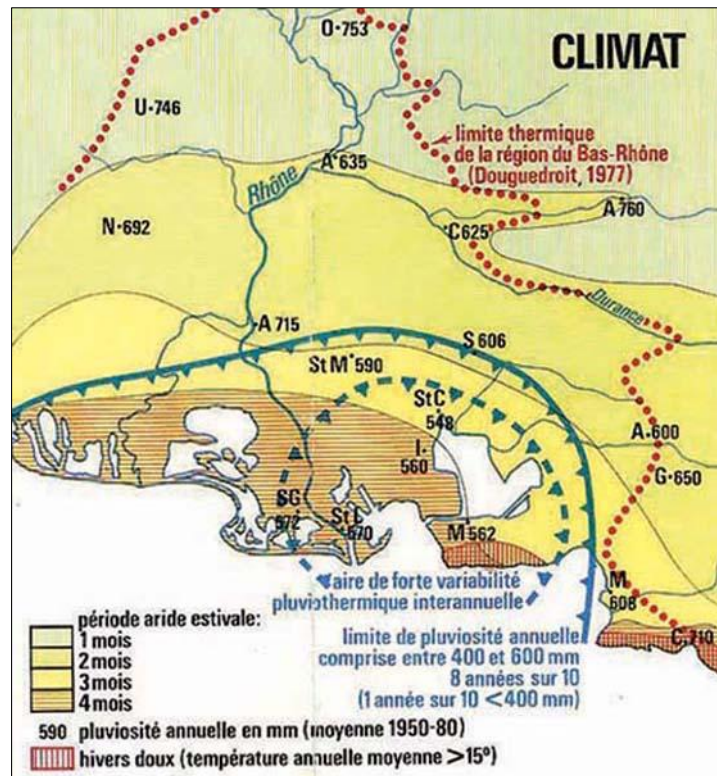 O•753
CLIMAT
U•746
limite thermique
de la région du Bas-Rhône
(Douguedroit, 1977)
A•635
Rhône
A760
N•692
•C625
Durance
•A 715
S 606
St M•590
St C
548
A.600
I.
560
G•650
SG
572
St L
570
M 562
M
608
aire de forte variabilité
pluviothermique interannuelle
C.710
limite de pluviosité annuelle
comprise entre 400 et 600 mm
8 années sur 10
(1 année sur 10 <400 mm)
période aride estivale:
1 mois
2 mois
3 mois
4 mois
590 pluviosité annuelle en mm (moyenne 1950-80)
hivers doux (température annuelle moyenne >15º)